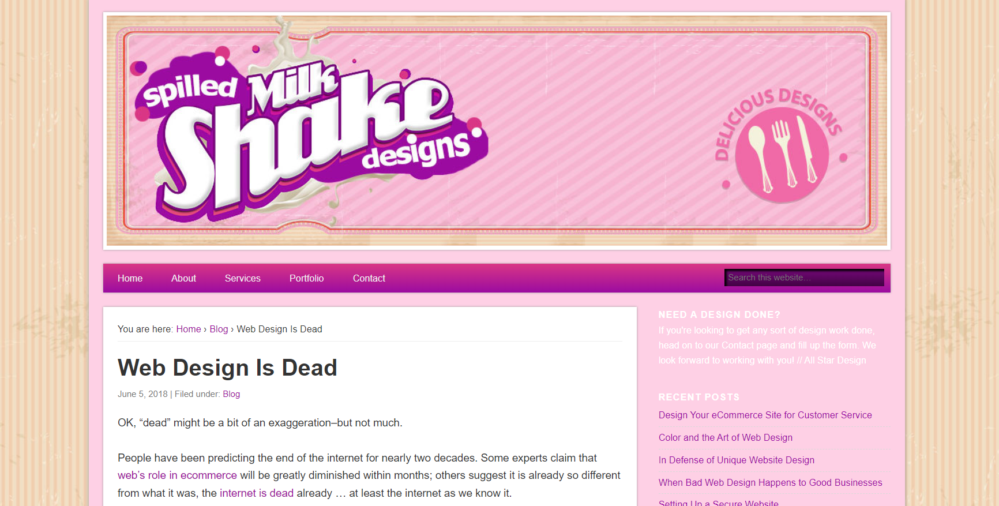 spilled Milk
Shake
designs
DELICIOUS DESIGNS
Home About Services Portfolio Contact
Search this website…
You are here: Home › Blog › Web Design Is Dead
Web Design Is Dead
June 5, 2018 | Filed under: Blog
OK, “dead” might be a bit of an exaggeration–but not much.
People have been predicting the end of the internet for nearly two decades. Some experts claim that
web’s role in ecommerce will be greatly diminished within months; others suggest it is already so different
from what it was, the internet is dead already … at least the internet as we know it.
NEED A DESIGN DONE?
If you're looking to get any sort of design work done,
head on to our Contact page and fill up the form. We
look forward to working with you! // All Star Design
RECENT POSTS
Design Your eCommerce Site for Customer Service
Color and the Art of Web Design
In Defense of Unique Website Design
When Bad Web Design Happens to Good Businesses
Setting Up a Secure Website